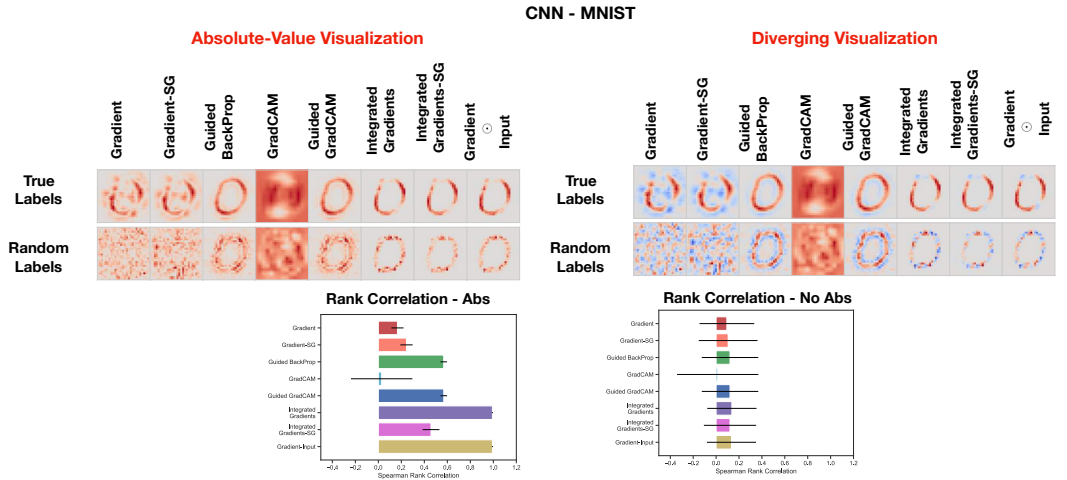 CNN - MNIST
Absolute-Value Visualization
Diverging Visualization
Gradient
Gradient-SG
Guided
BackProp
GradCAM
Guided
GradCAM
Integrated
Gradients
Integrated
Gradients-SG
Gradient
⊙
Input
Gradient
Gradient-SG
Guided
BackProp
GradCAM
Guided
GradCAM
Integrated
Gradients
Integrated
Gradients-SG
Gradient
⊙
Input
True
Labels
True
Labels
Random
Labels
Random
Labels
Rank Correlation - Abs
Gradient
Gradient-SG
Guided BackProp
GradCAM
Guided GradCAM
Integrated
Gradients
Integrated
Gradients-SG
Gradient-Input
−0.4 −0.2 0.0 0.2 0.4 0.6 0.8 1.0 1.2
Spearman Rank Correlation
Rank Correlation - No Abs
Gradient
Gradient-SG
Guided BackProp
GradCAM
Guided GradCAM
Integrated
Gradients
Integrated
Gradients-SG
Gradient-Input
−0.4 −0.2 0.0 0.2 0.4 0.6 0.8 1.0 1.2
Spearman Rank Correlation